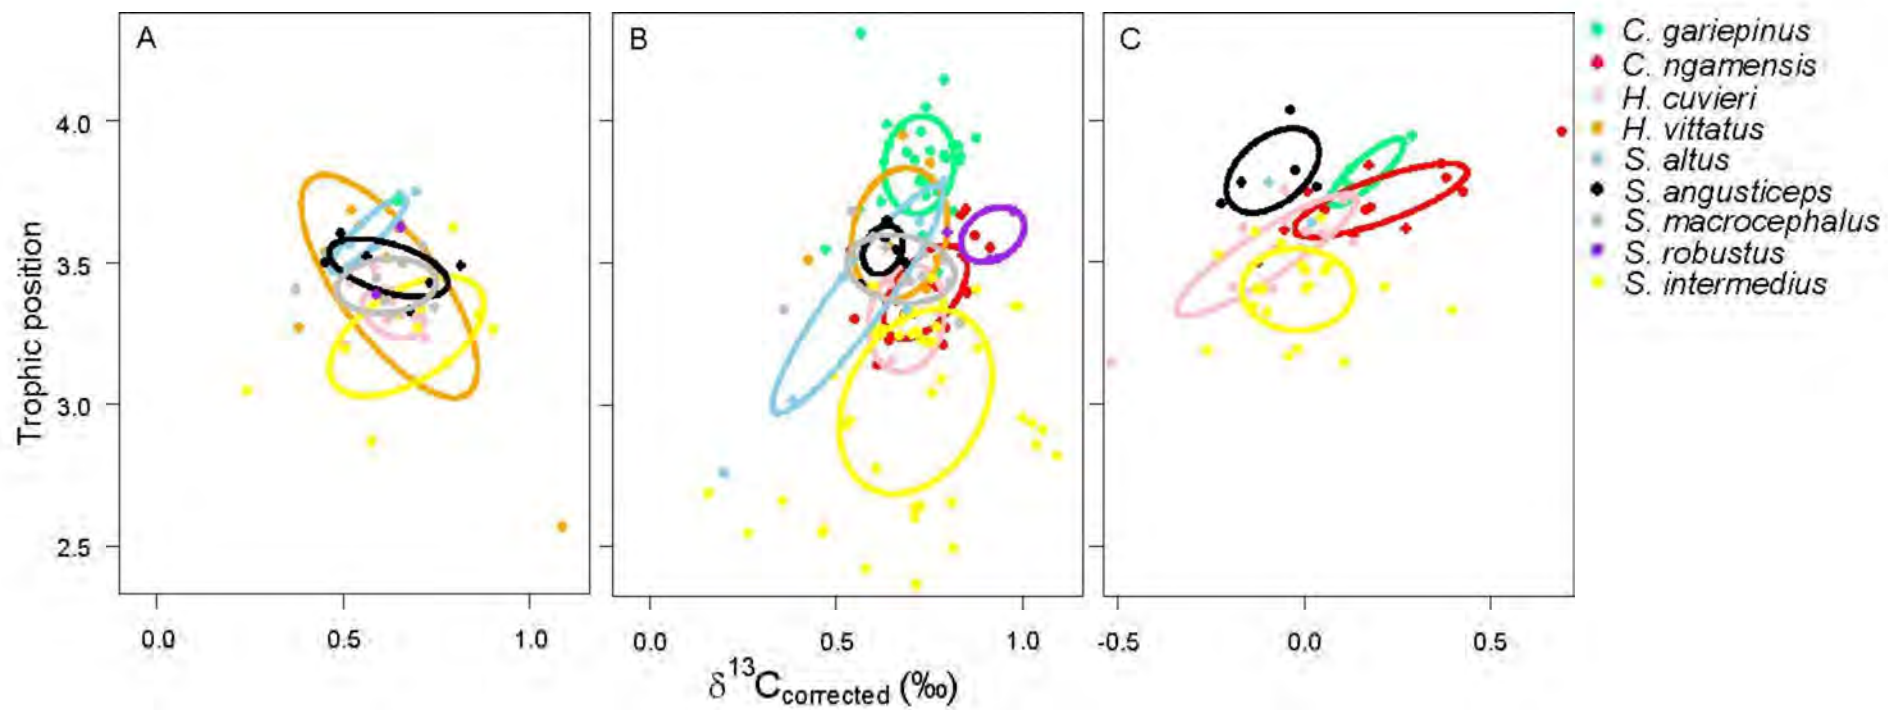 A
B
C
C. gariepinus
C. ngamensis
H. cuvieri
H. vittatus
S. altus
S. angusticeps
S. macrocephalus
S. robustus
S. intermedius
Trophic position
4.0
3.5
3.0
2.5
0.0 0.5 1.0
0.0 0.5 1.0
-0.5 0.0 0.5
δ¹³Ccorrected (‰)